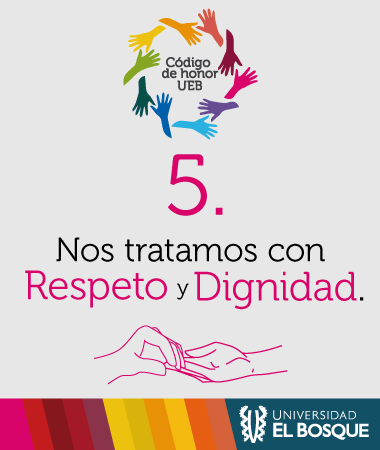 Código
de honor
UEB
5.
Nos tratamos con
Respeto y Dignidad.
UNIVERSIDAD
EL BOSQUE